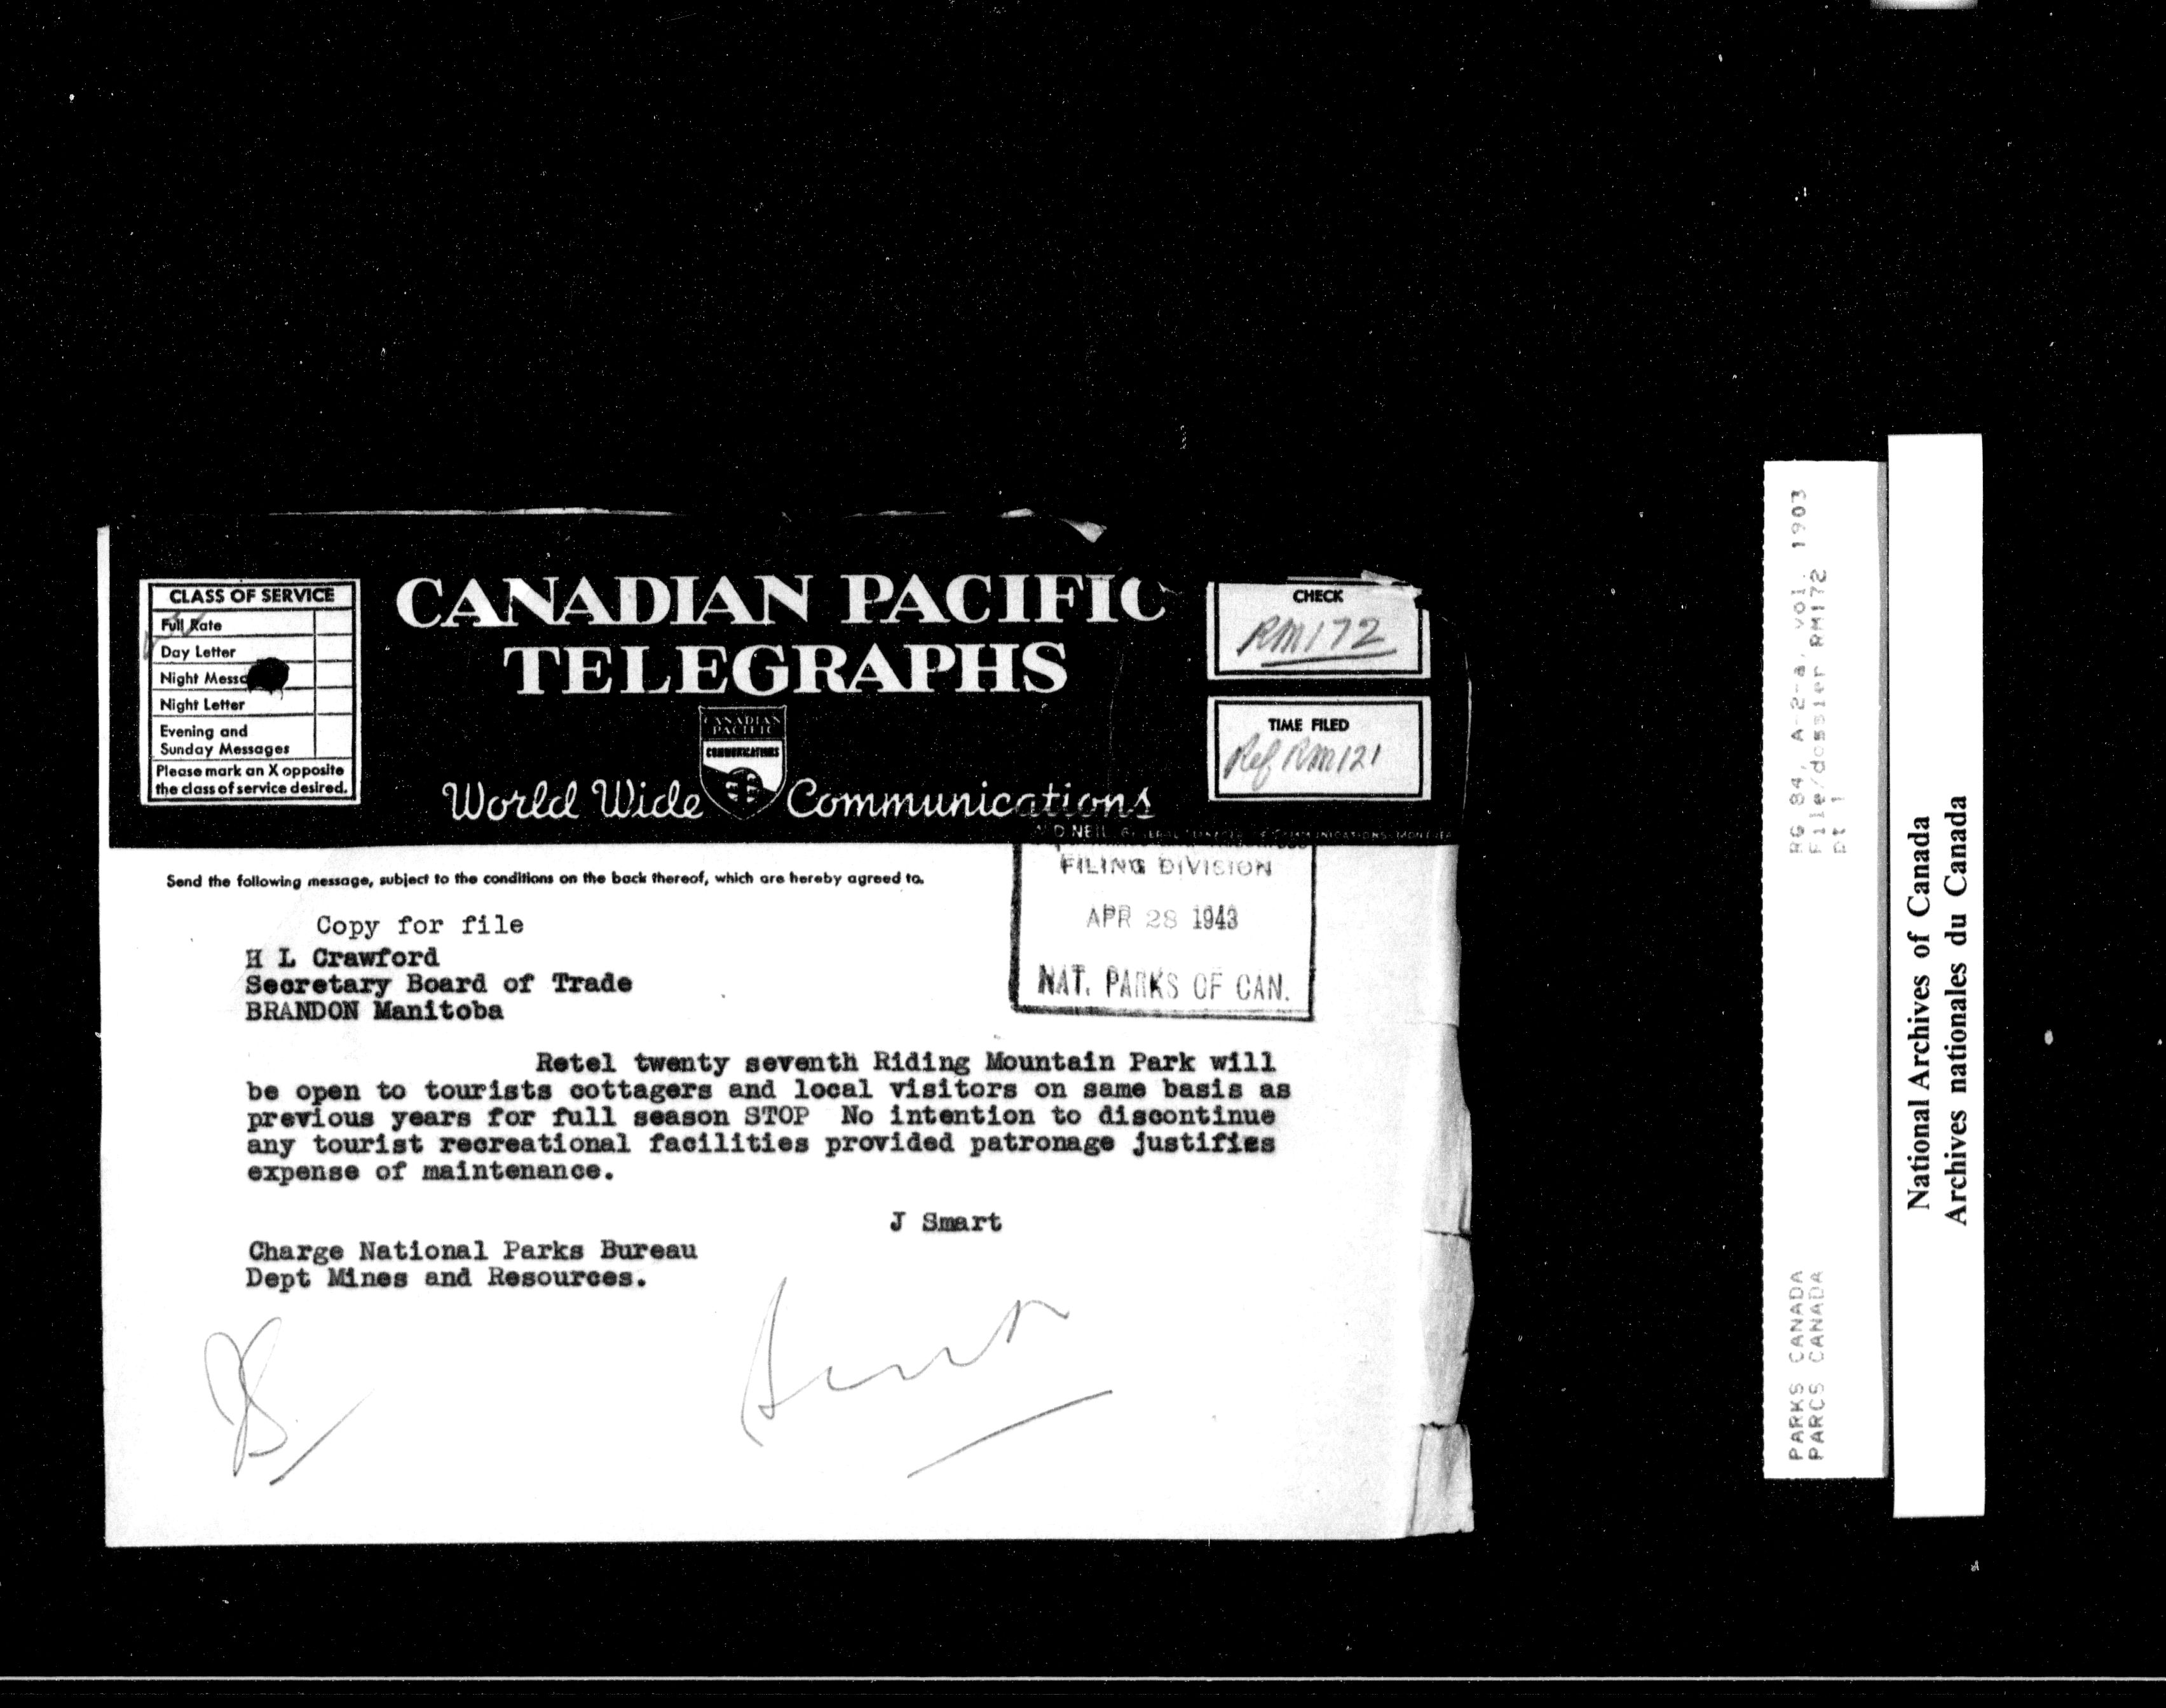 CLASS OF SERVICE
Full Rate
Day Letter
Night
Night Letter
Evening and
Sunday Messages
Please mark an X opposite
the class of service desired.
CANADIAN PACIFIC
TELEGRAPHS
CANADIAN
PACIFIC
COMMUNICATIONS
World Wide Communications
CHECK
RM172
TIME FILED
Ref RM121
Send the following message, subject to the conditions on the back thereof, which are hereby agreed to.
FILING DIVISION
APR 28 1943
NAT. PARKS OF CAN.
Copy for file
H L Crawford
Secretary Board of Trade
BRANDON Manitoba
Retel twenty seventh Riding Mountain Park will
be open to tourists cottagers and local visitors on same basis as
previous years for full season STOP No intention to discontinue
any tourist recreational facilities provided patronage justifies
expense of maintenance.
J Smart
Charge National Parks Bureau
Dept Mines and Resources.
JS
Smart
RG 84, A-2-a, vol. 1903
File/dossier RM172
pt 1
PARKS CANADA
PARCS CANADA
National Archives of Canada
Archives nationales du Canada